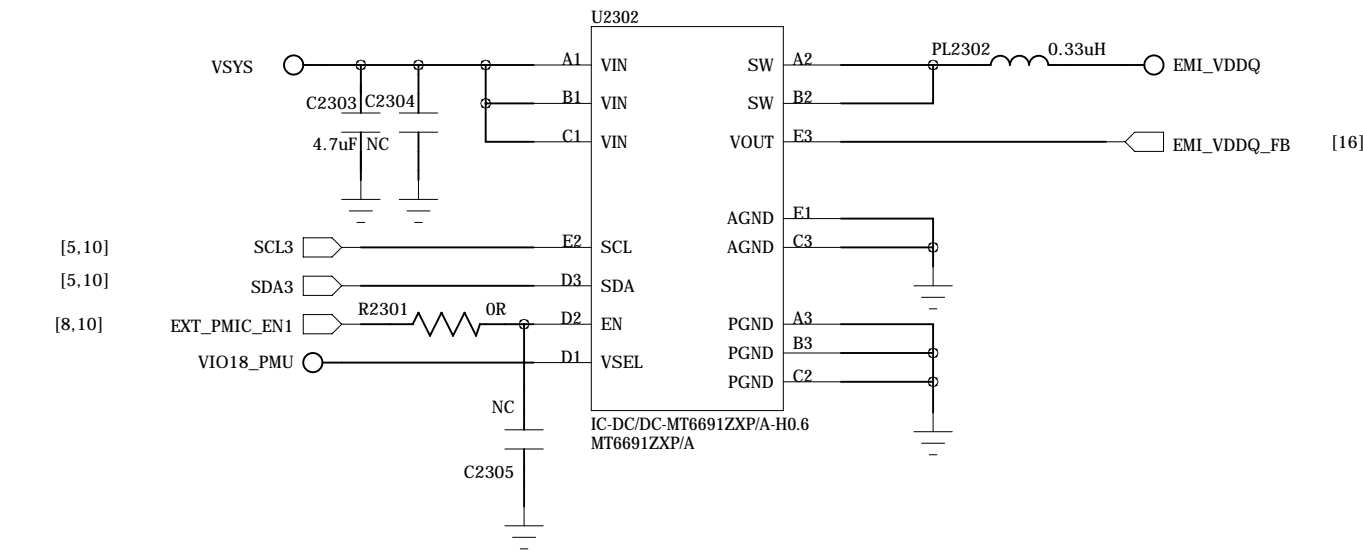 U2302
VSYS
A1 VIN
SW A2
PL2302 0.33uH
EMI_VDDQ
C2303 C2304
B1 VIN
SW B2
4.7uF NC
C1 VIN
VOUT E3
EMI_VDDQ_FB [16]
AGND E1
[5,10] SCL3
E2 SCL
AGND C3
[5,10] SDA3
D3 SDA
R2301 0R
[8,10] EXT_PMIC_EN1
D2 EN
PGND A3
VIO18_PMU
D1 VSEL
PGND B3
PGND C2
NC
IC-DC/DC-MT6691ZXP/A-H0.6
MT6691ZXP/A
C2305